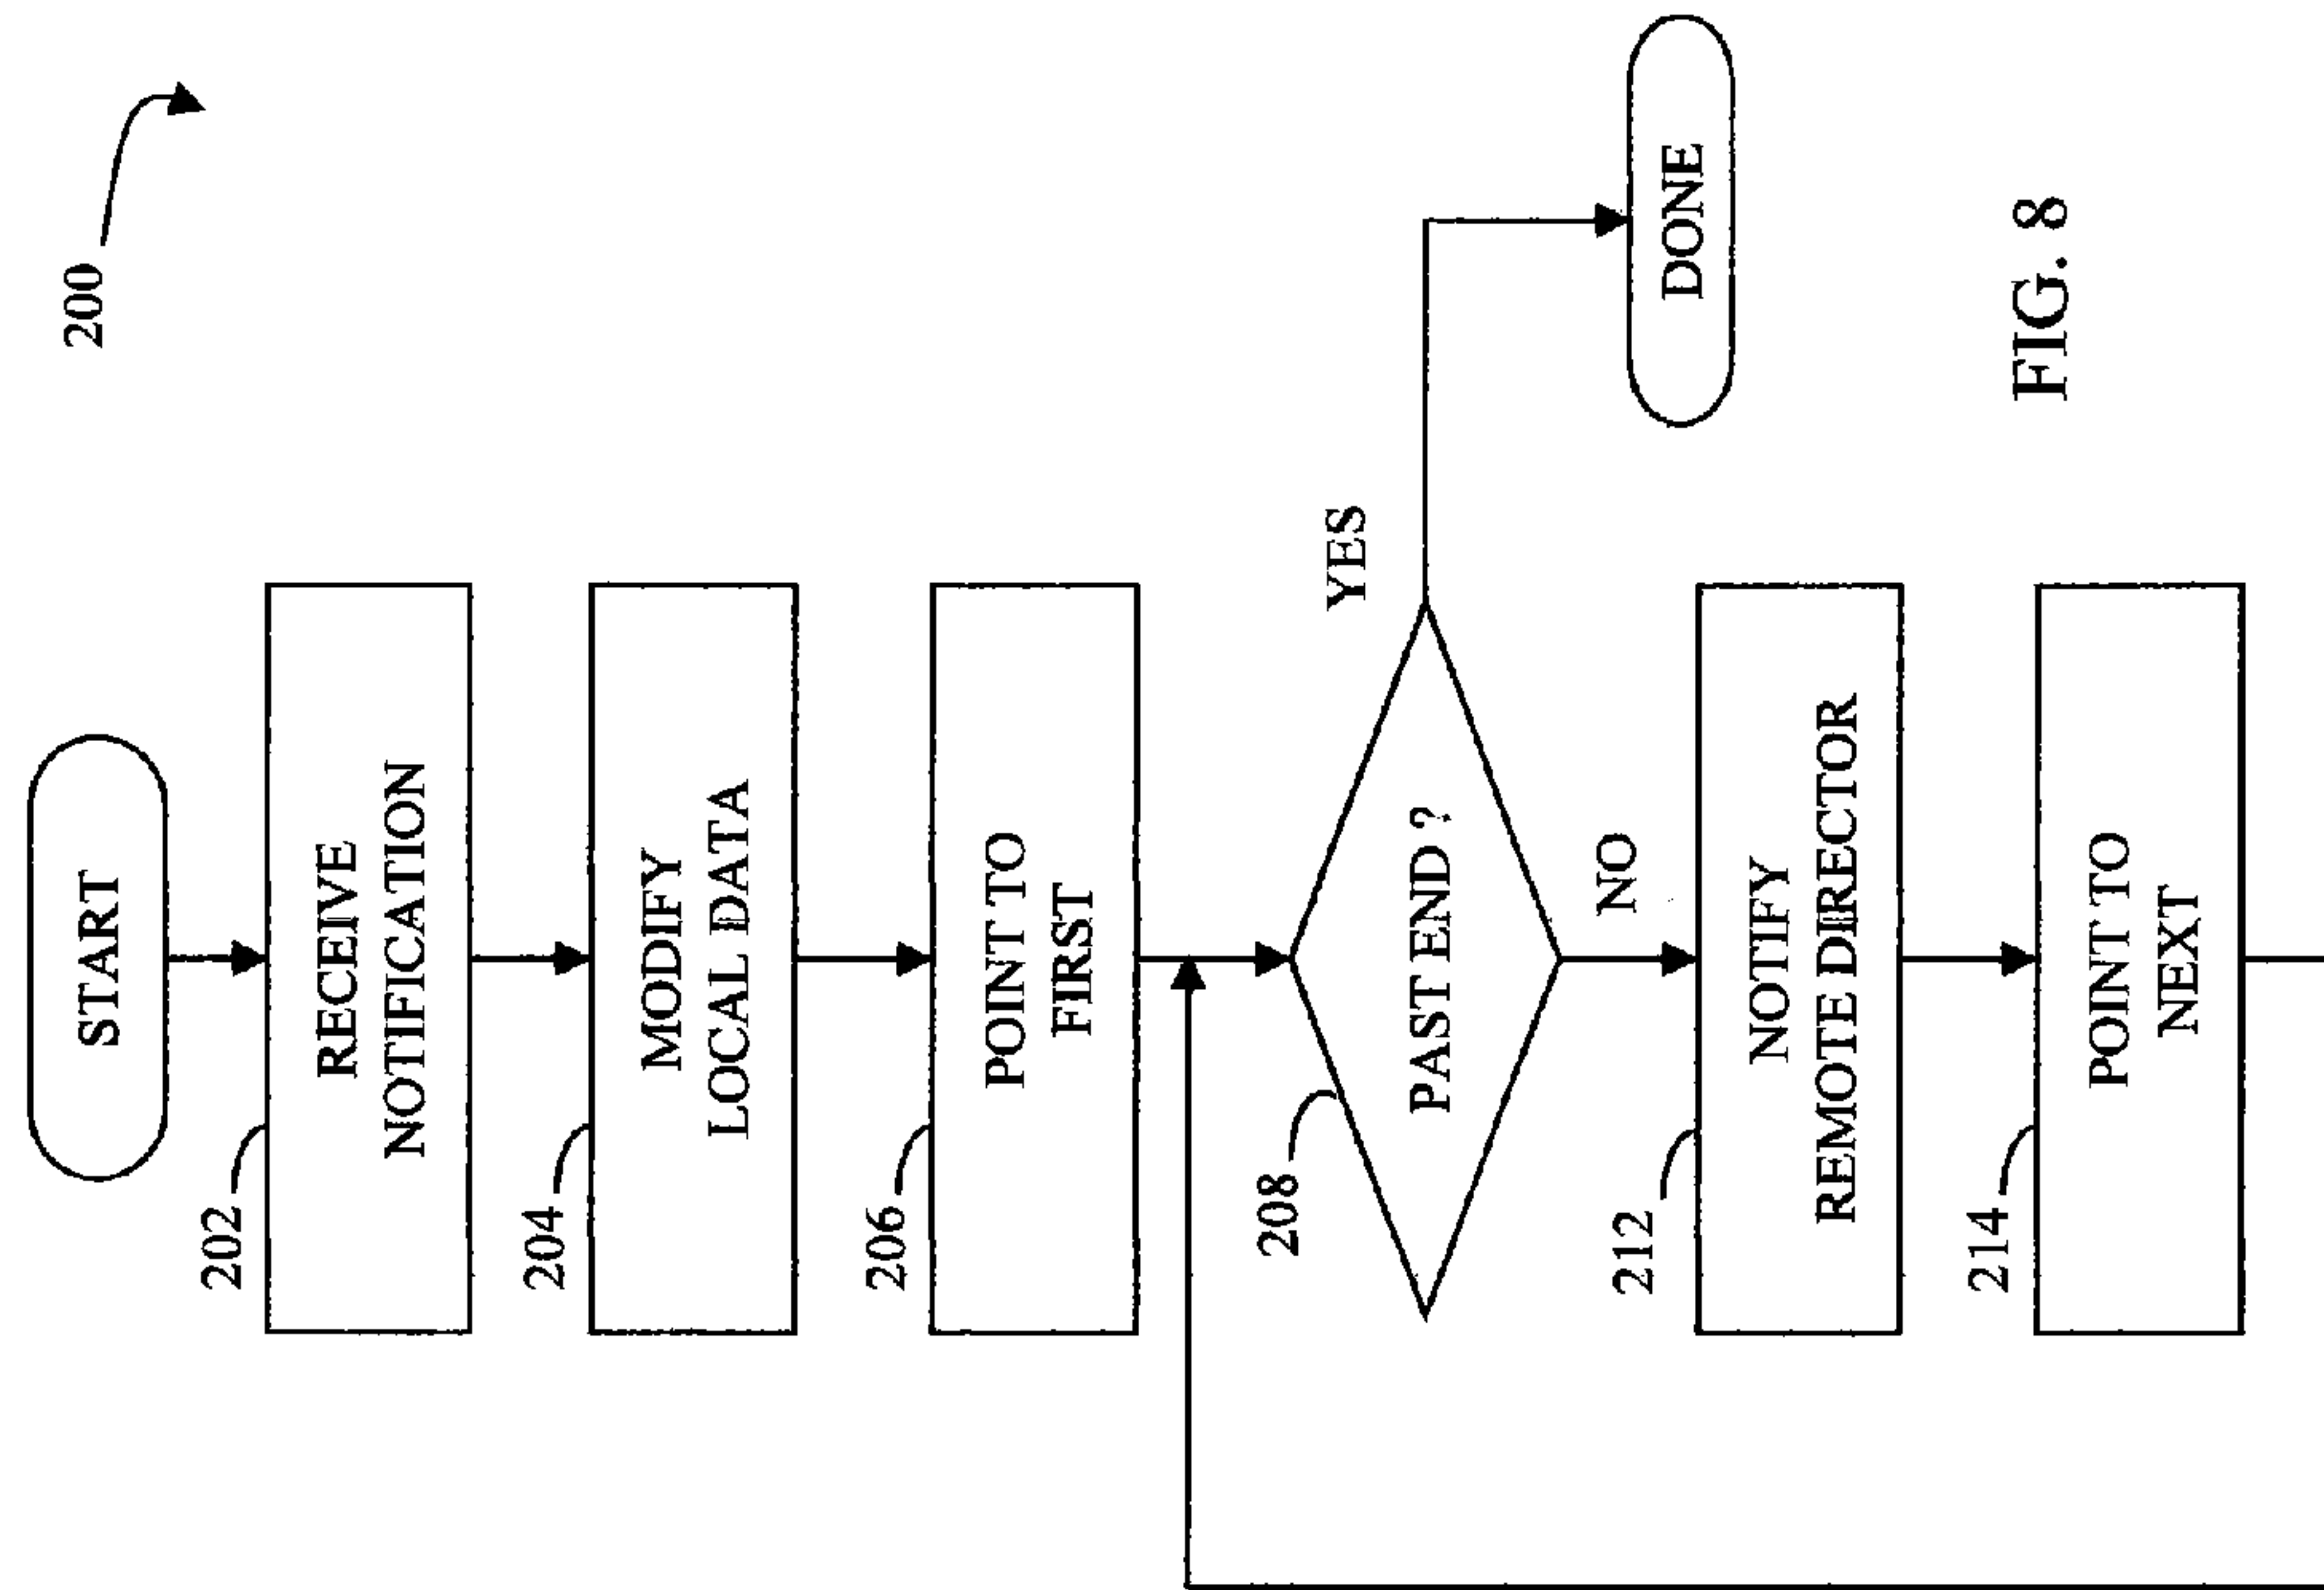 200
START
202
RECEIVE
NOTIFICATION
204
MODIFY
LOCAL DATA
206
POINT TO
FIRST
208
PAST END ?
YES
DONE
NO
212
NOTIFY
REMOTE DIRECTOR
214
POINT TO
NEXT
FIG. 8